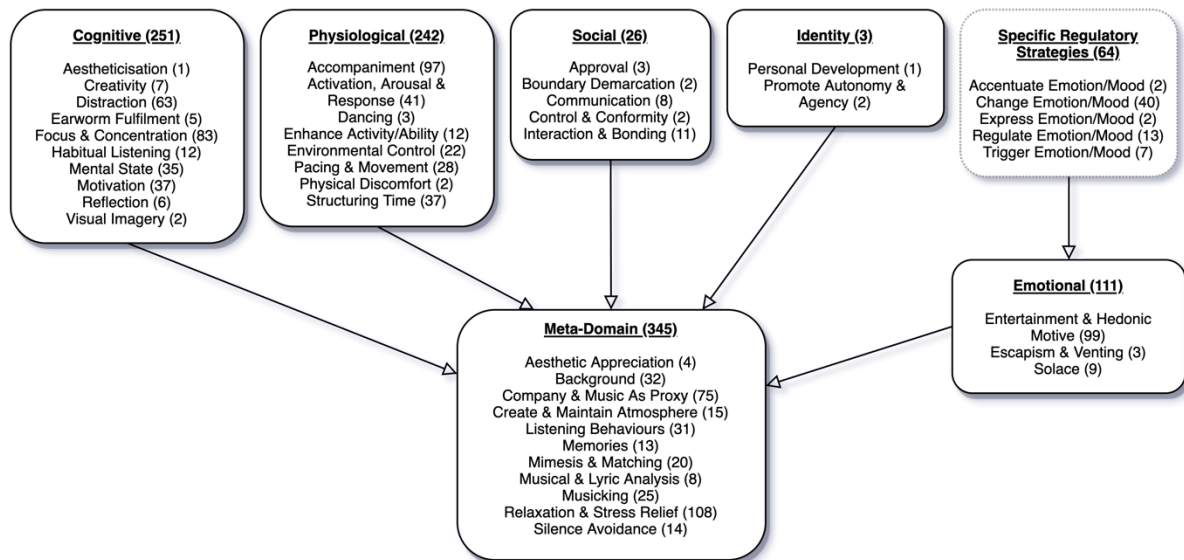 Cognitive (251)
Aestheticisation (1)
Creativity (7)
Distraction (63)
Earworm Fulfilment (5)
Focus & Concentration (83)
Habitual Listening (12)
Mental State (35)
Motivation (37)
Reflection (6)
Visual Imagery (2)
Physiological (242)
Accompaniment (97)
Activation, Arousal &
Response (41)
Dancing (3)
Enhance Activity/Ability (12)
Environmental Control (22)
Pacing & Movement (28)
Physical Discomfort (2)
Structuring Time (37)
Social (26)
Approval (3)
Boundary Demarcation (2)
Communication (8)
Control & Conformity (2)
Interaction & Bonding (11)
Identity (3)
Personal Development (1)
Promote Autonomy &
Agency (2)
Specific Regulatory
Strategies (64)
Accentuate Emotion/Mood (2)
Change Emotion/Mood (40)
Express Emotion/Mood (2)
Regulate Emotion/Mood (13)
Trigger Emotion/Mood (7)
Emotional (111)
Entertainment & Hedonic
Motive (99)
Escapism & Venting (3)
Solace (9)
Meta-Domain (345)
Aesthetic Appreciation (4)
Background (32)
Company & Music As Proxy (75)
Create & Maintain Atmosphere (15)
Listening Behaviours (31)
Memories (13)
Mimesis & Matching (20)
Musical & Lyric Analysis (8)
Musicking (25)
Relaxation & Stress Relief (108)
Silence Avoidance (14)